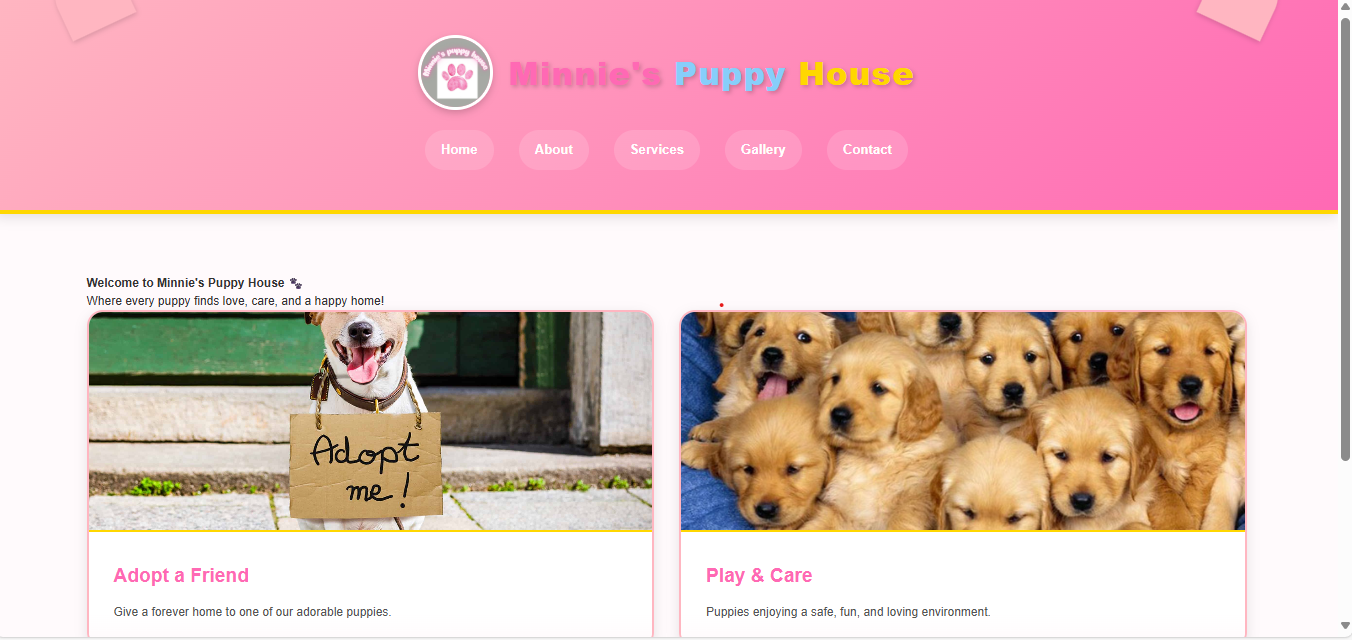 Minnie's puppy house
Minnie's Puppy House
Home About Services Gallery Contact
Welcome to Minnie's Puppy House 🐾
Where every puppy finds love, care, and a happy home!
Adopt
me!
Adopt a Friend
Give a forever home to one of our adorable puppies.
Play & Care
Puppies enjoying a safe, fun, and loving environment.